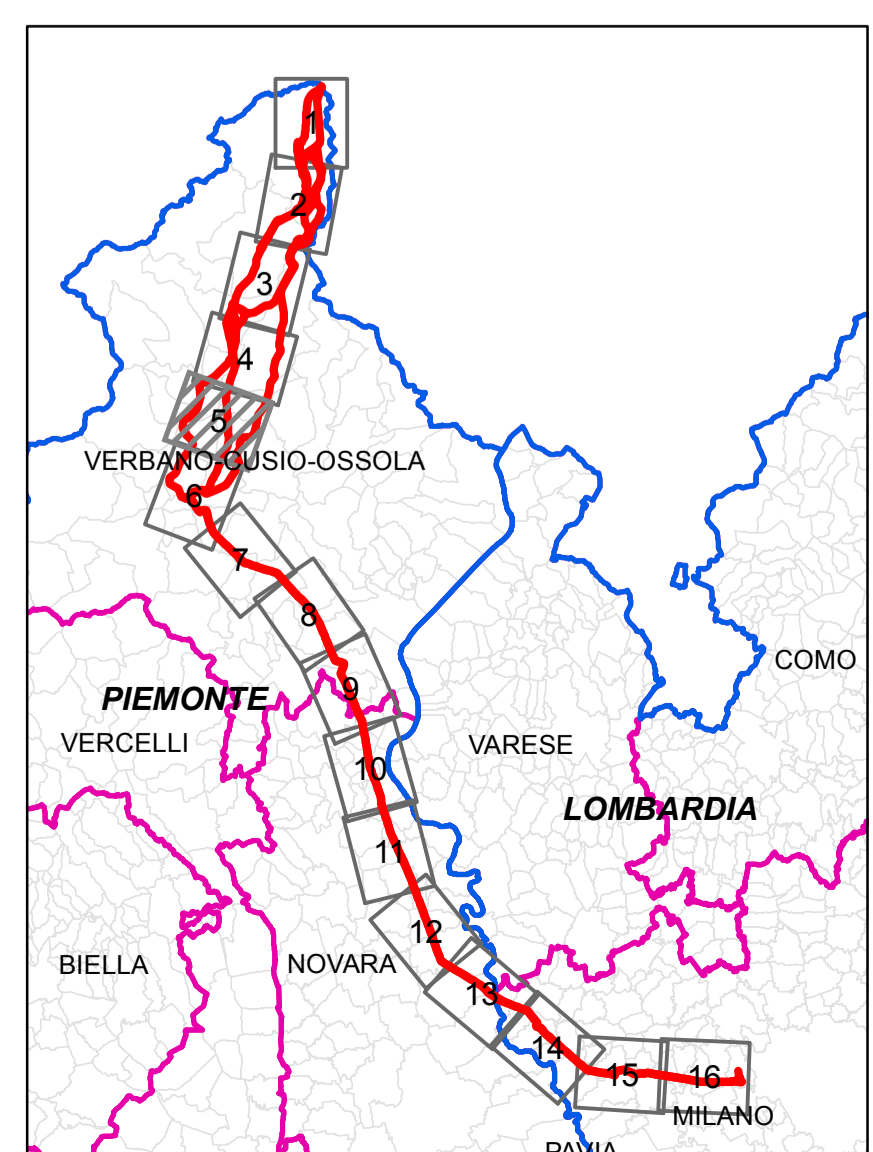 1
2
3
4
5
VERBANO-CUSIO-OSSOLA
6
7
8
COMO
9
PIEMONTE
VERCELLI
VARESE
10
LOMBARDIA
11
12
BIELLA
NOVARA
13
14
15
16
MILANO
PAVIA